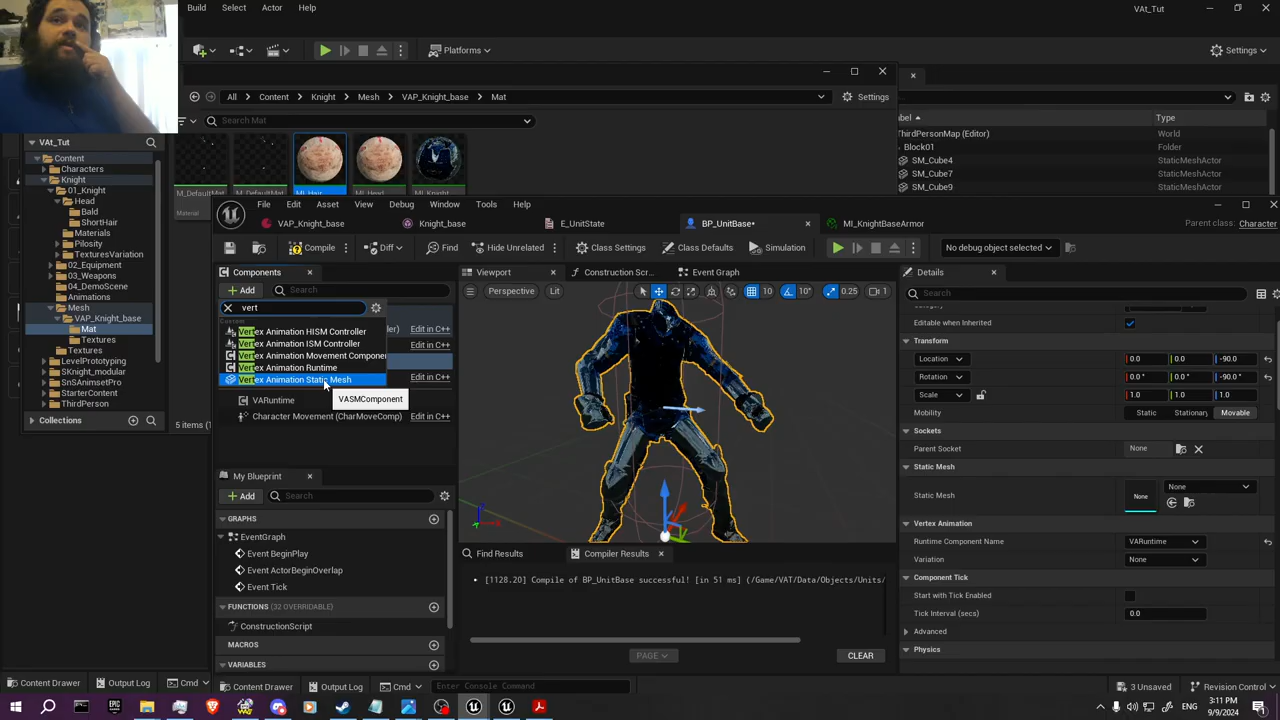 Build Select Actor Help
VAt_Tut
Platforms
Settings
All > Content > Knight > Mesh > VAP_Knight_base > Mat
Settings
Search Mat
Type
ThirdPersonMap (Editor) World
Block01
SM_Cube4 StaticMeshActor
SM_Cube7 StaticMeshActor
SM_Cube9 StaticMeshActor
VAt_Tut
Content
Characters
Knight
01_Knight
Head
Bald
ShortHair
Materials
Pilosity
TexturesVariation
02_Equipment
03_Weapons
04_DemoScene
Animations
Mesh
VAP_Knight_base
Mat
Textures
Textures
LevelPrototyping
SKnight_modular
SnSAnimsetPro
StarterContent
ThirdPerson
Collections
M_DefaultMat
M_DefaultMat
MI_Hair
MI_Head
MI_Knight
Material
5 items (1
File Edit Asset View Debug Window Tools Help
VAP_Knight_base Knight_base E_UnitState BP_UnitBase* MI_KnightBaseArmor
Parent class: Character
Compile Diff Find Hide Unrelated Class Settings Class Defaults Simulation No debug object selected
Components
Add Search
vert
Custom
Vertex Animation HISM Controller
Vertex Animation ISM Controller
Vertex Animation Movement Componen
Vertex Animation Runtime
Vertex Animation Static Mesh
VASMComponent
Edit in C++
Edit in C++
Edit in C++
VARuntime
Character Movement (CharMoveComp) Edit in C++
My Blueprint
Add Search
GRAPHS
EventGraph
Event BeginPlay
Event ActorBeginOverlap
Event Tick
FUNCTIONS (32 OVERRIDABLE)
ConstructionScript
MACROS
VARIABLES
Viewport Construction Scr... Event Graph
Perspective Lit 10 10° 0.25 1
Find Results Compiler Results
[1128.20] Compile of BP_UnitBase successful! [in 51 ms] (/Game/VAT/Data/Objects/Units/
PAGE CLEAR
Details
Search
Editable when Inherited
Transform
Location 0.0 0.0 -90.0
Rotation 0.0 ° 0.0 ° -90.0 °
Scale 1.0 1.0 1.0
Mobility Static Stationary Movable
Sockets
Parent Socket None
Static Mesh
Static Mesh None None
Vertex Animation
Runtime Component Name VARuntime
Variation None
Component Tick
Start with Tick Enabled
Tick Interval (secs) 0.0
Advanced
Physics
Content Drawer Output Log Cmd
Content Drawer Output Log Cmd Enter Console Command
3 Unsaved Revision Control
3:11 PM
9/9/2024